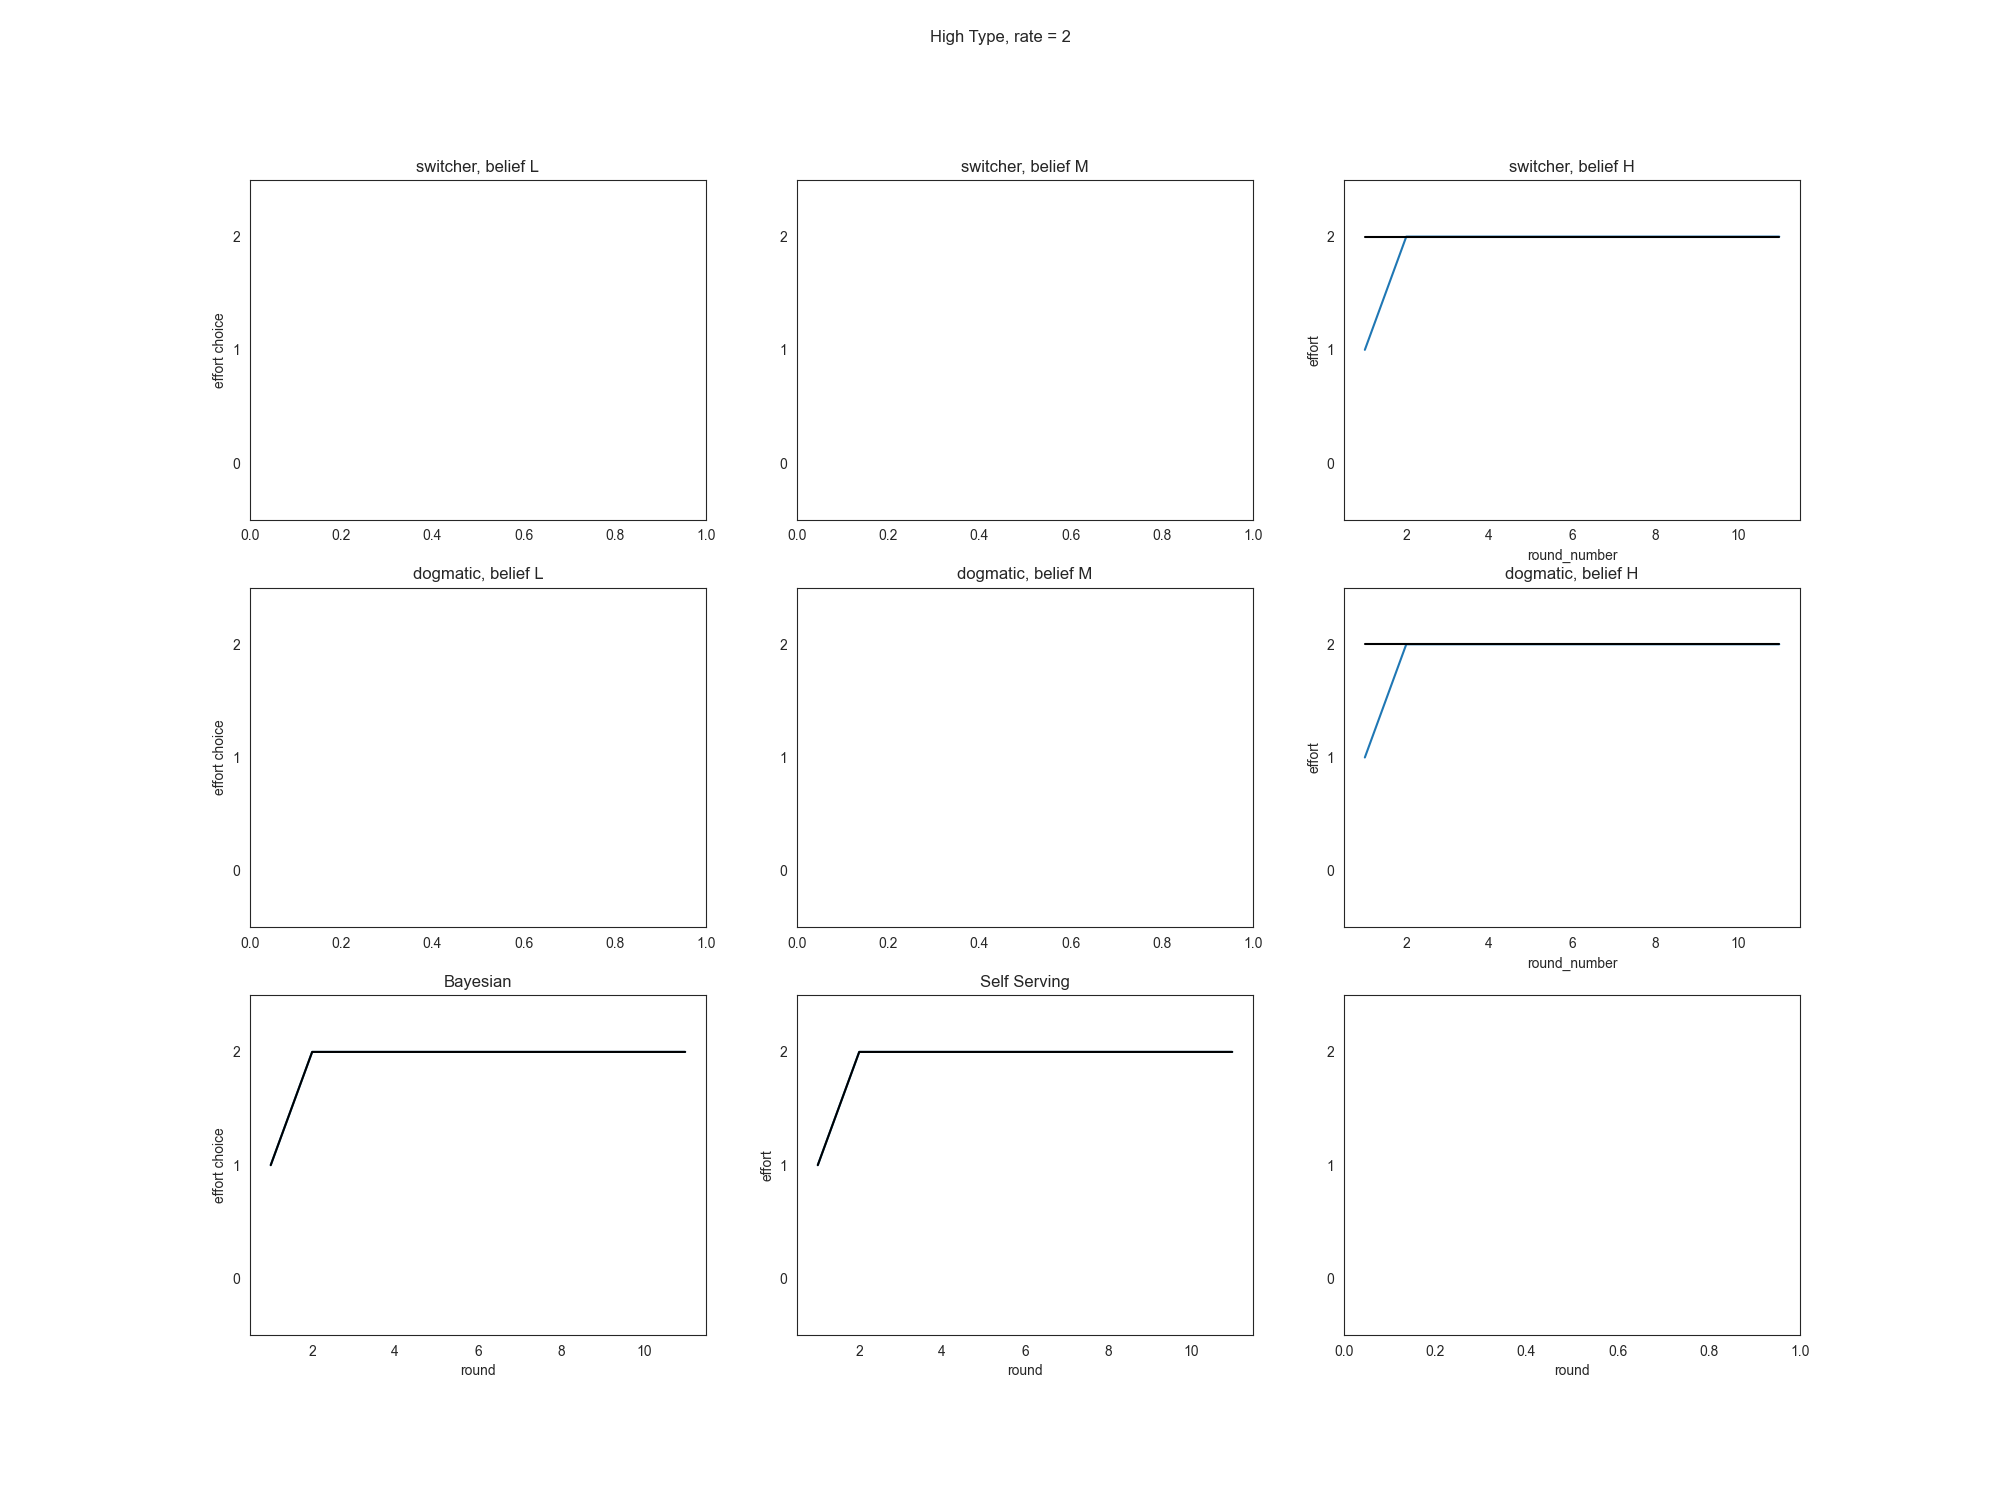 High Type, rate = 2
switcher, belief L
switcher, belief M
switcher, belief H
effort choice
2
1
0
0.0 0.2 0.4 0.6 0.8 1.0
2
1
0
0.0 0.2 0.4 0.6 0.8 1.0
effort
2
1
0
2 4 6 8 10
round_number
dogmatic, belief L
dogmatic, belief M
dogmatic, belief H
effort choice
2
1
0
0.0 0.2 0.4 0.6 0.8 1.0
2
1
0
0.0 0.2 0.4 0.6 0.8 1.0
effort
2
1
0
2 4 6 8 10
round_number
Bayesian
Self Serving
effort choice
2
1
0
2 4 6 8 10
round
effort
2
1
0
2 4 6 8 10
round
2
1
0
0.0 0.2 0.4 0.6 0.8 1.0
round